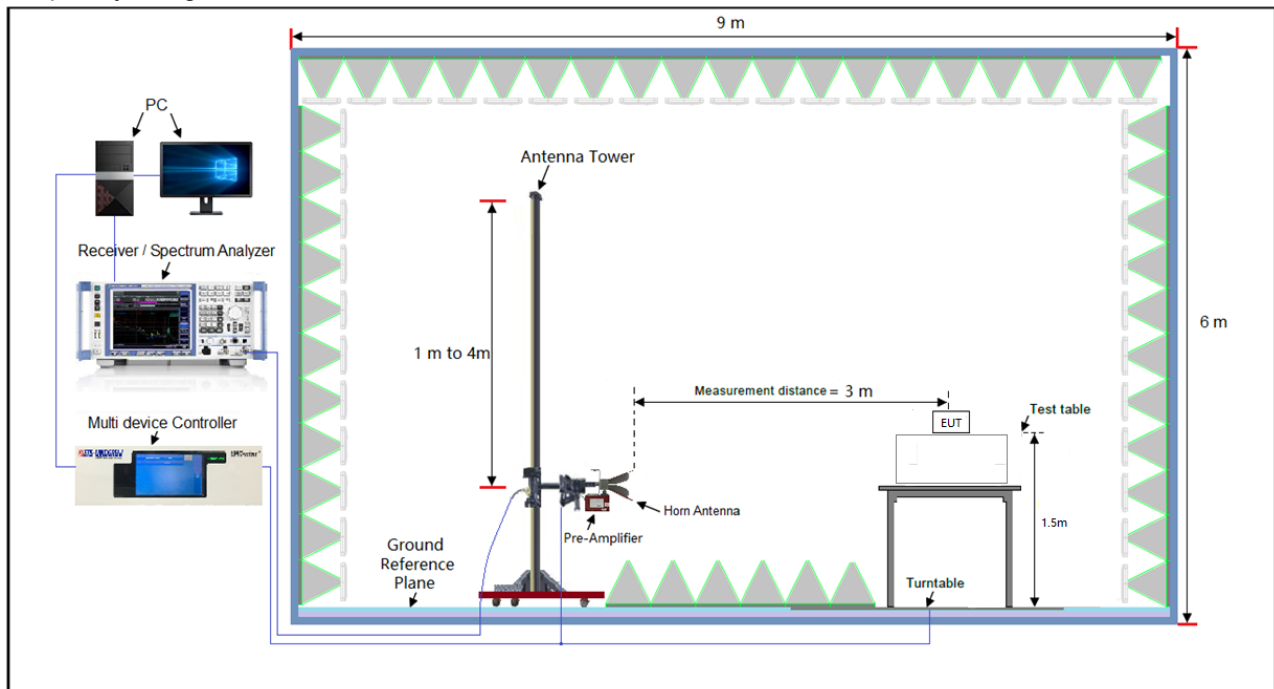 9 m
PC
Antenna Tower
Receiver / Spectrum Analyzer
6 m
1 m to 4m
Measurement distance = 3 m
EUT
Test table
Multi device Controller
Horn Antenna
Pre-Amplifier
1.5m
Ground
Reference
Plane
Turntable